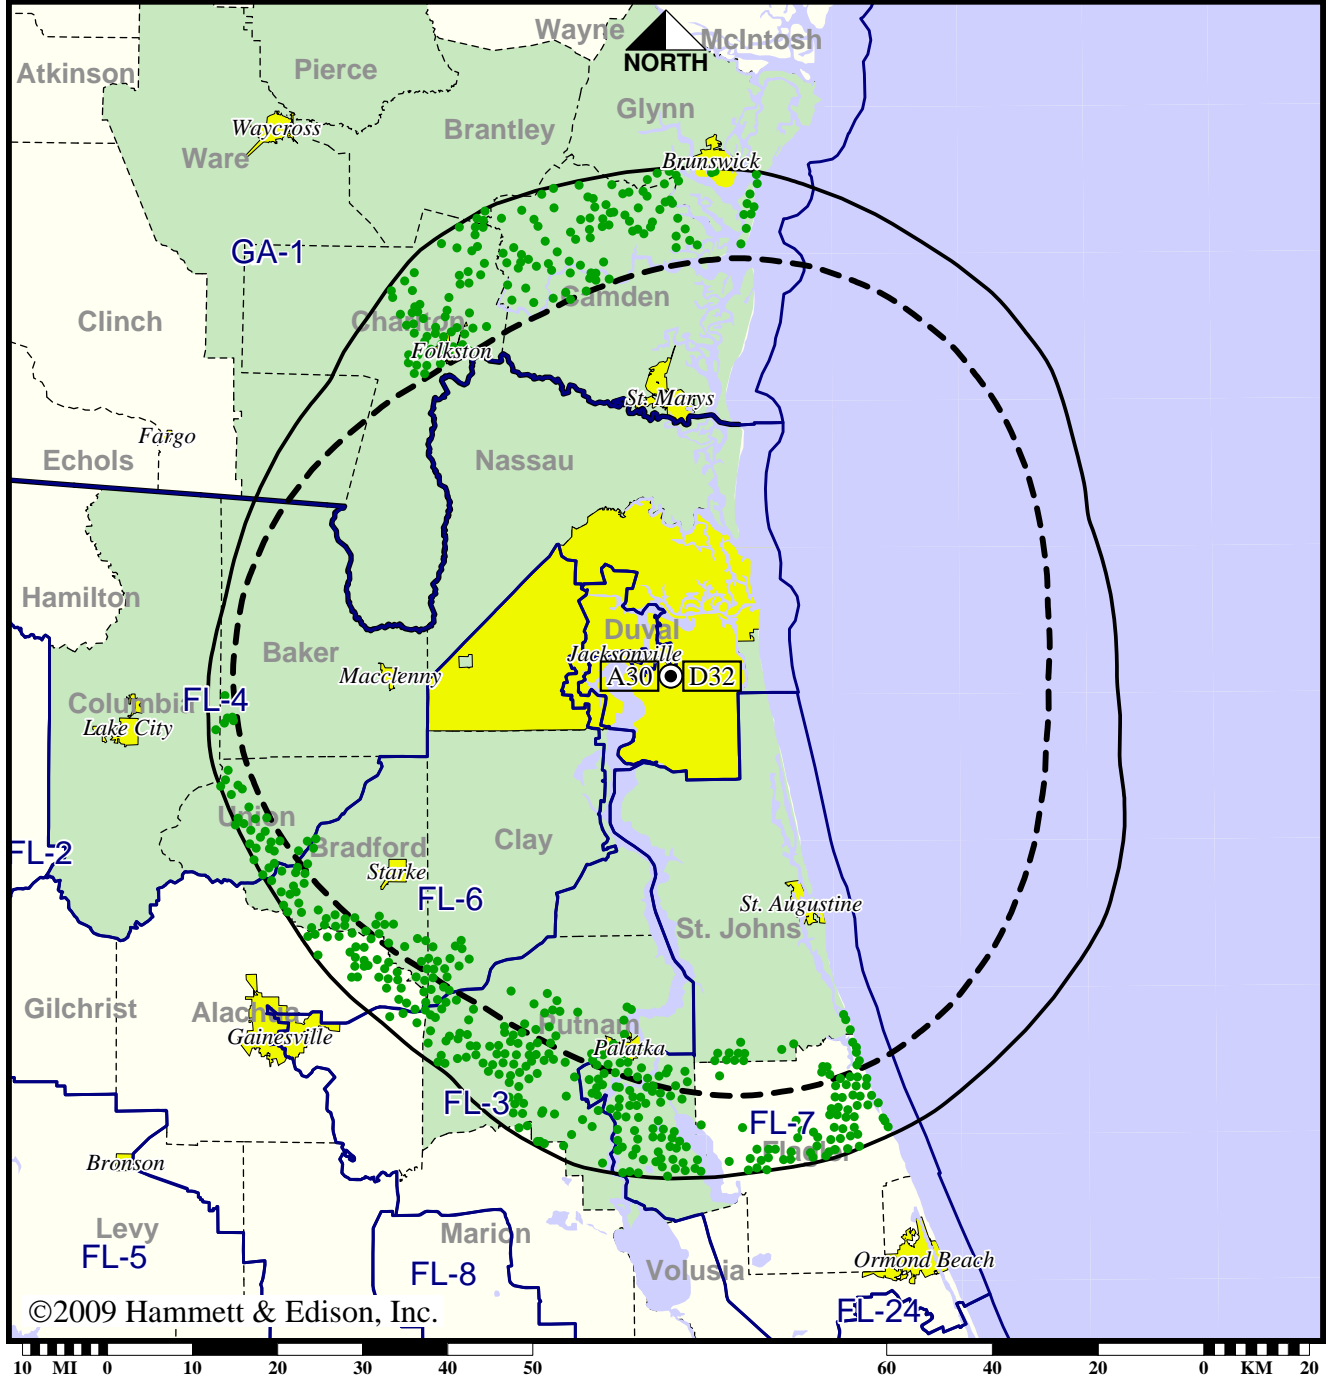 Wayne
McIntosh
NORTH
Atkinson
Pierce
Glynn
Waycross
Brantley
Ware
Brunswick
GA-1
Camden
Clinch
Charlton
Folkston
St. Marys
Fargo
Echols
Nassau
Hamilton
Duval
Baker
Jacksonville
Macclenny
A30
D32
Columbia
FL-4
Lake City
Union
FL-2
Bradford
Clay
Starke
FL-6
St. Augustine
St. Johns
Gilchrist
Alachua
Gainesville
Putnam
Palatka
FL-3
FL-7
Flagler
Bronson
Levy
Marion
FL-5
FL-8
Volusia
Ormond Beach
FL-24
©2009 Hammett & Edison, Inc.
10 MI 0 10 20 30 40 50 60 40 20 0 KM 20